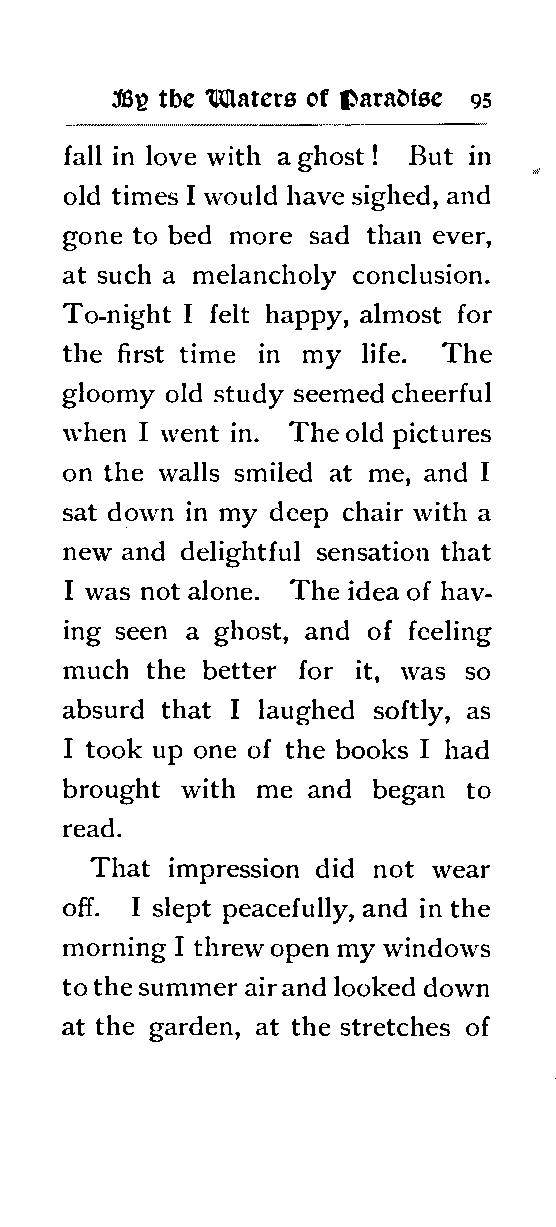 By the Waters of Paradise 95
fall in love with a ghost! But in
old times I would have sighed, and
gone to bed more sad than ever,
at such a melancholy conclusion.
To-night I felt happy, almost for
the first time in my life. The
gloomy old study seemed cheerful
when I went in. The old pictures
on the walls smiled at me, and I
sat down in my deep chair with a
new and delightful sensation that
I was not alone. The idea of hav-
ing seen a ghost, and of feeling
much the better for it, was so
absurd that I laughed softly, as
I took up one of the books I had
brought with me and began to
read.
That impression did not wear
off. I slept peacefully, and in the
morning I threw open my windows
to the summer air and looked down
at the garden, at the stretches of